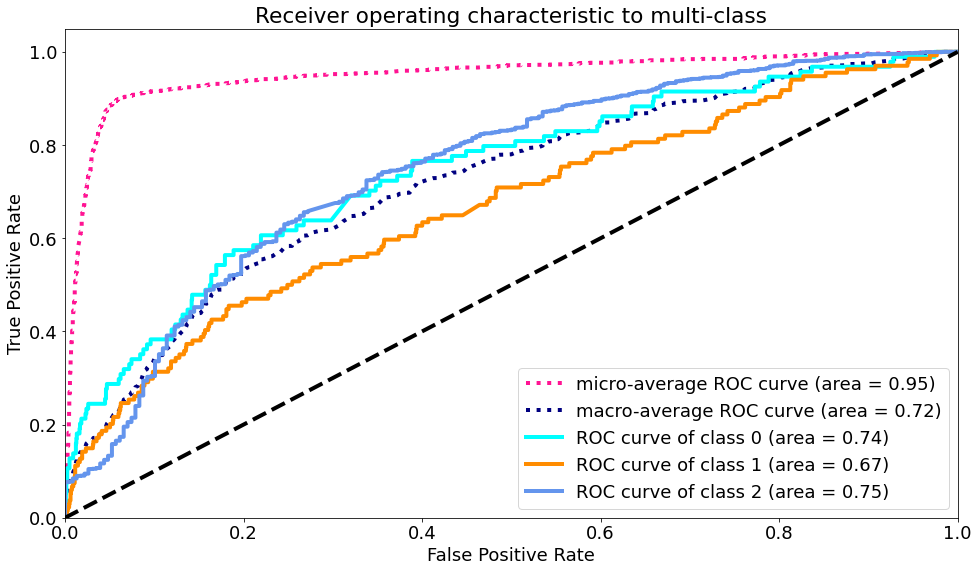 Receiver operating characteristic to multi-class
True Positive Rate
1.0
0.8
0.6
0.4
0.2
0.0
micro-average ROC curve (area = 0.95)
macro-average ROC curve (area = 0.72)
ROC curve of class 0 (area = 0.74)
ROC curve of class 1 (area = 0.67)
ROC curve of class 2 (area = 0.75)
0.0 0.2 0.4 0.6 0.8 1.0
False Positive Rate